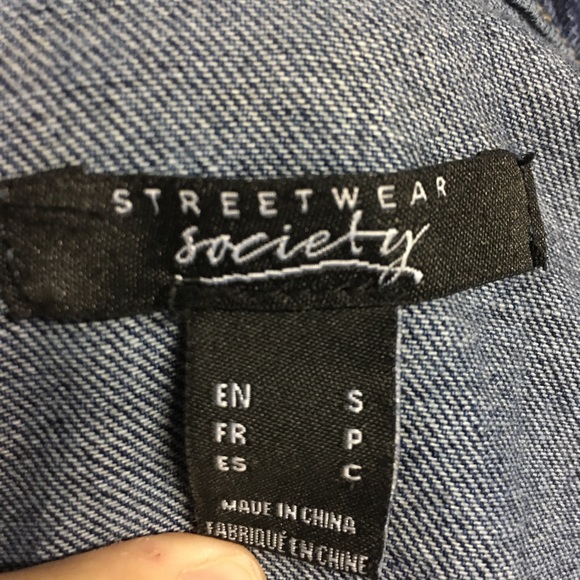 STREETWEAR
society
EN S
FR P
ES C
MADE IN CHINA
FABRIQUÉ EN CHINE